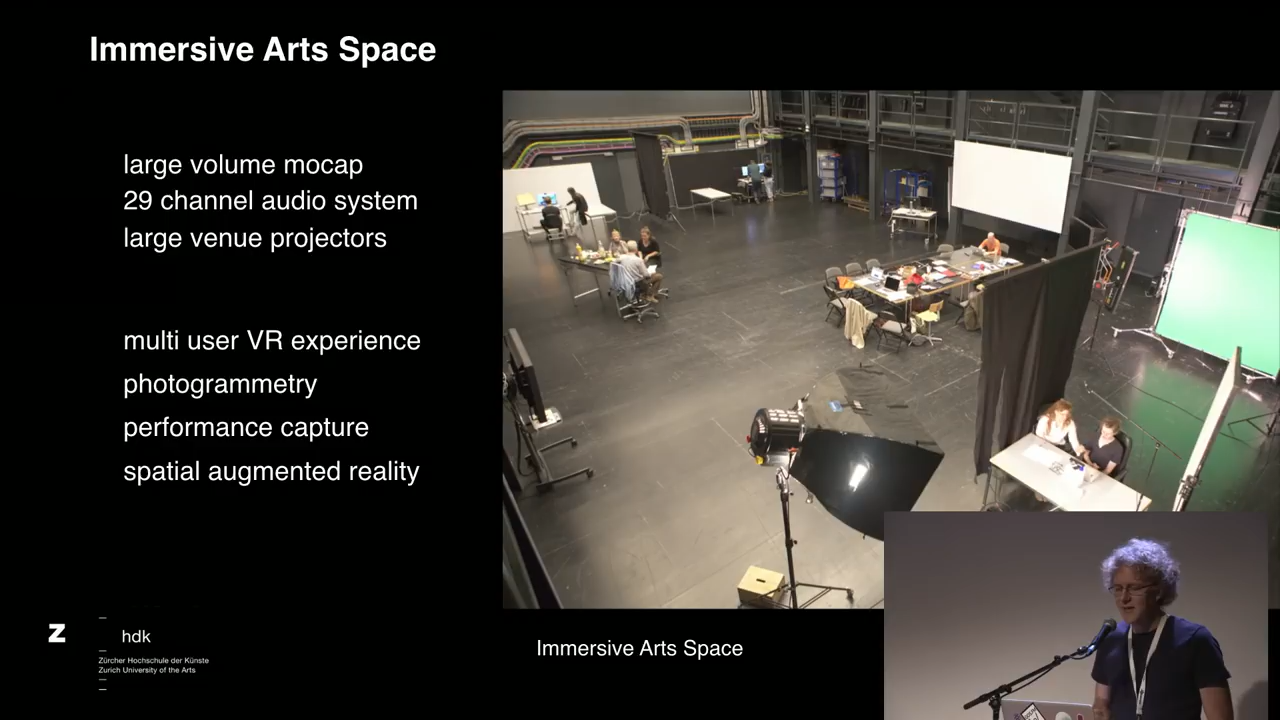 Immersive Arts Space
large volume mocap
29 channel audio system
large venue projectors
multi user VR experience
photogrammetry
performance capture
spatial augmented reality
Z
hdk
Zürcher Hochschule der Künste
Zurich University of the Arts
Immersive Arts Space